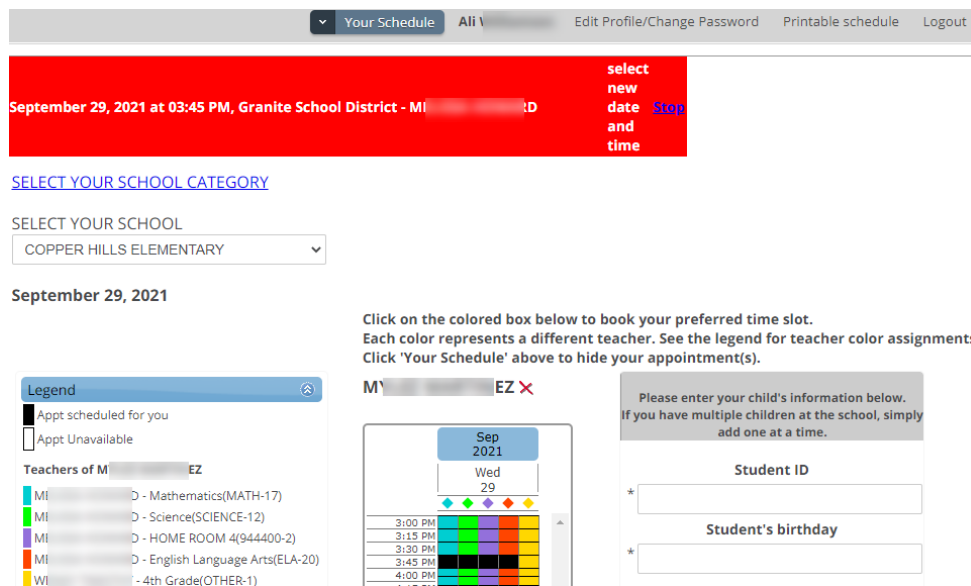 Your Schedule Ali Edit Profile/Change Password Printable schedule Logout
select
new
September 29, 2021 at 03:45 PM, Granite School District - date Stop
and
time
SELECT YOUR SCHOOL CATEGORY
SELECT YOUR SCHOOL
COPPER HILLS ELEMENTARY
September 29, 2021
Click on the colored box below to book your preferred time slot.
Each color represents a different teacher. See the legend for teacher color assignments
Click 'Your Schedule' above to hide your appointment(s).
Legend
Appt scheduled for you
Appt Unavailable
Teachers of
- Mathematics(MATH-17)
- Science(SCIENCE-12)
- HOME ROOM 4(944400-2)
- English Language Arts(ELA-20)
- 4th Grade(OTHER-1)
Sep
2021
Wed
29
3:00 PM
3:15 PM
3:30 PM
3:45 PM
4:00 PM
Please enter your child's information below.
If you have multiple children at the school, simply
add one at a time.
Student ID
*
Student's birthday
*